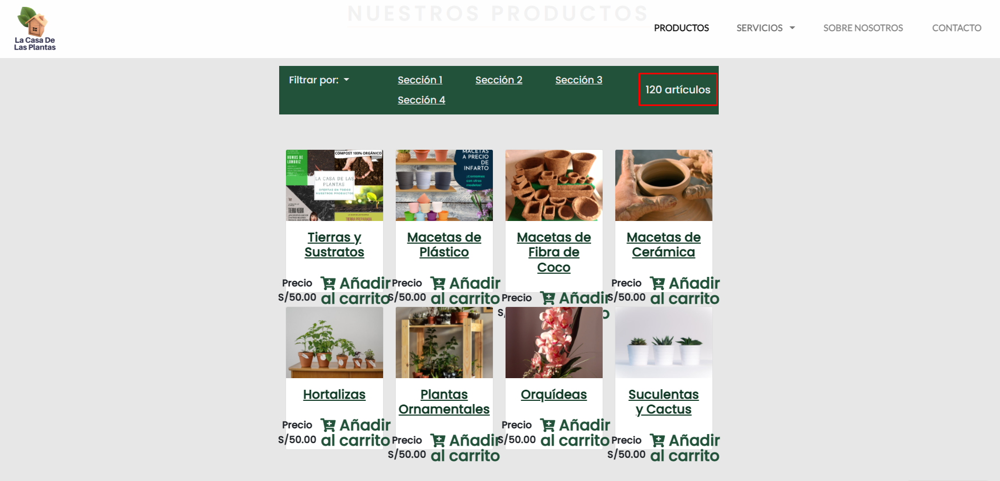 NUESTROS PRODUCTOS
La Casa De
Las Plantas
PRODUCTOS
SERVICIOS
SOBRE NOSOTROS
CONTACTO
Filtrar por:
Sección 1
Sección 2
Sección 3
Sección 4
120 artículos
COMPOST 100% ORGÁNICO
HUMUS DE
LOMBRIZ
LA CASA DE LAS
PLANTAS
OFERTAS EN TODOS
NUESTROS PRODUCTOS
TIERRA NEGRA
LA CASA DE LAS PLANTAS
TIERRA PREPARADA
MACETAS
A PRECIO
DE
INFARTO
¡Contamos
con otros
modelos!
Tierras y
Sustratos
Macetas de
Plástico
Macetas de
Fibra de
Coco
Macetas de
Cerámica
Precio
S/50.00
Añadir
al carrito
Precio
S/50.00
Añadir
al carrito
Precio
S/
Añadir
o
Precio
S/50.00
Añadir
al carrito
Hortalizas
Plantas
Ornamentales
Orquídeas
Suculentas
y Cactus
Precio
S/50.00
Añadir
al carrito
Precio
S/50.00
Añadir
al carrito
Precio
S/50.00
Añadir
al carrito
Precio
S/50.00
Añadir
al carrito